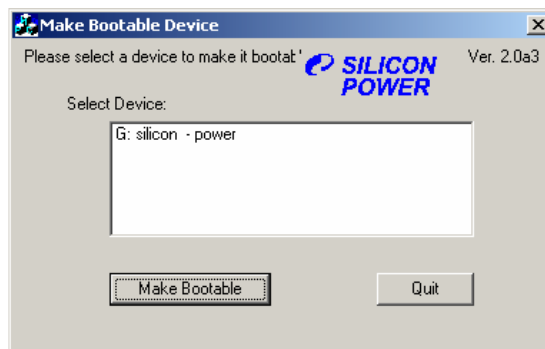 Make Bootable Device
Please select a device to make it bootab
SILICON POWER
Ver. 2.0a3
Select Device:
G: silicon - power
Make Bootable
Quit